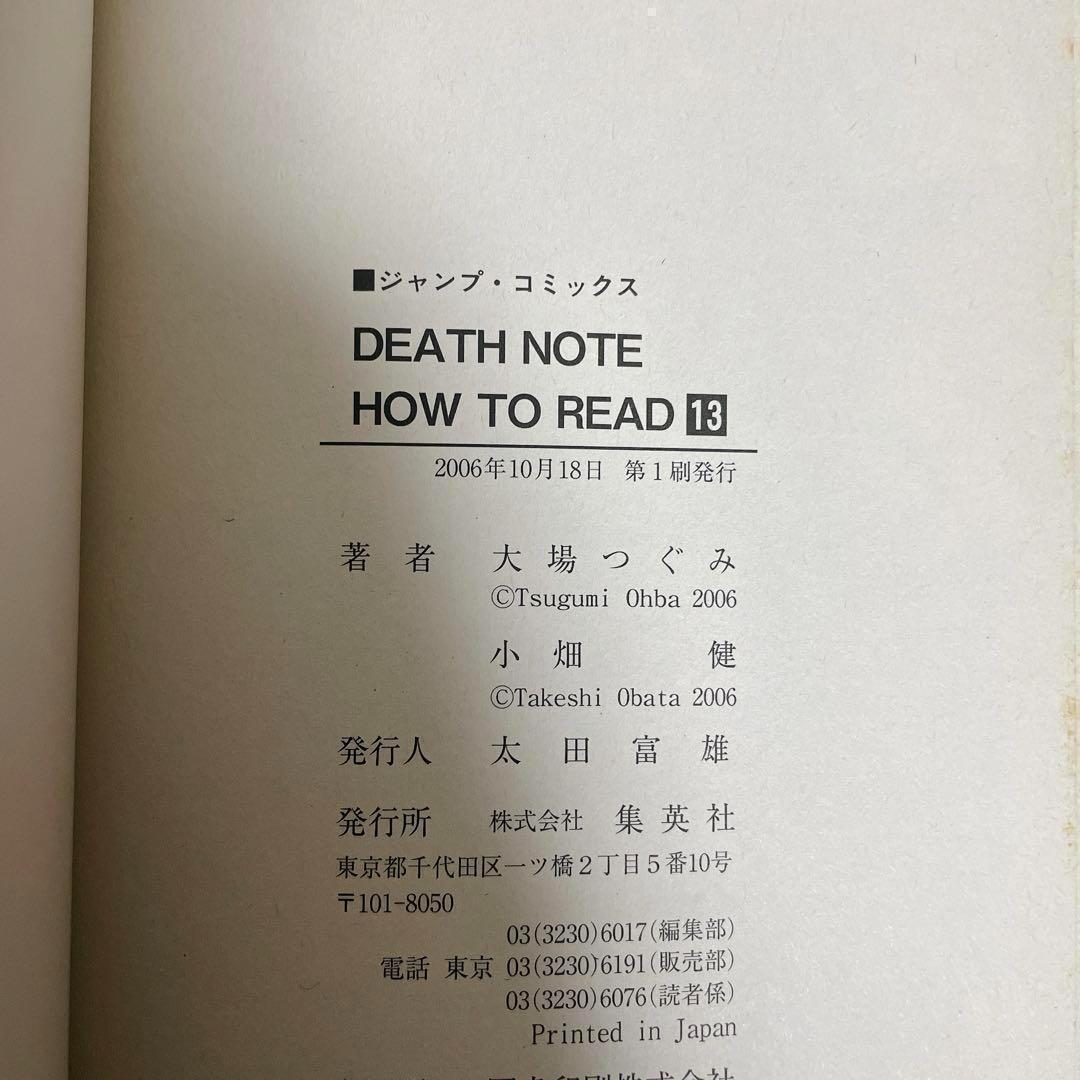 ■ジャンプ・コミックス
DEATH NOTE
HOW TO READ 13
2006年10月18日 第1刷発行
著者 大場つぐみ
©Tsugumi Ohba 2006
小畑 健
©Takeshi Obata 2006
発行人 太田富雄
発行所 株式会社 集英社
東京都千代田区一ツ橋2丁目5番10号
〒101-8050
03(3230)6017(編集部)
電話 東京 03(3230)6191(販売部)
03(3230)6076(読者係)
Printed in Japan